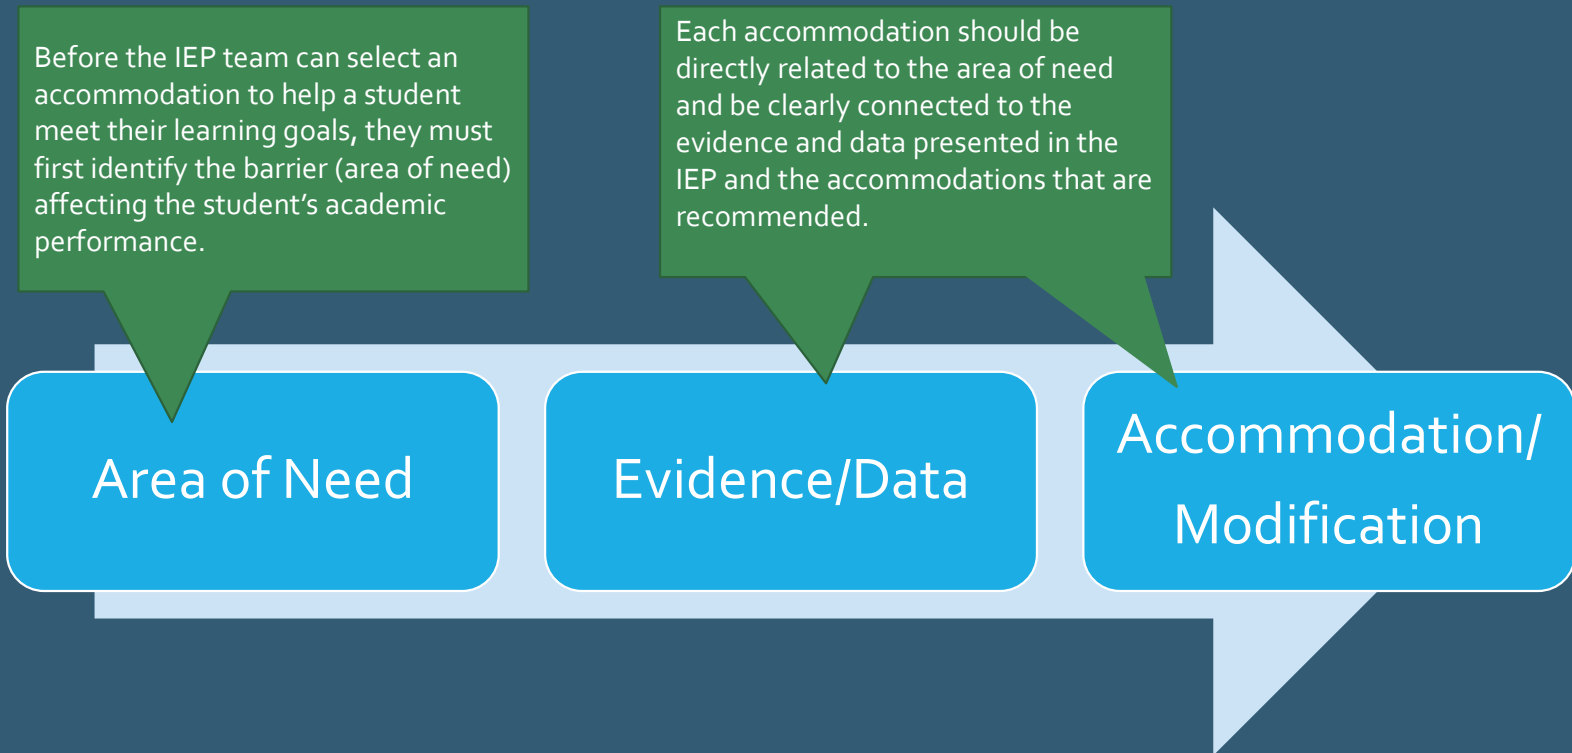 Before the IEP team can select an
accommodation to help a student
meet their learning goals, they must
first identify the barrier (area of need)
affecting the student's academic
performance.
Each accommodation should be
directly related to the area of need
and be clearly connected to the
evidence and data presented in the
IEP and the accommodations that are
recommended.
Area of Need
Evidence/Data
Accommodation/
Modification